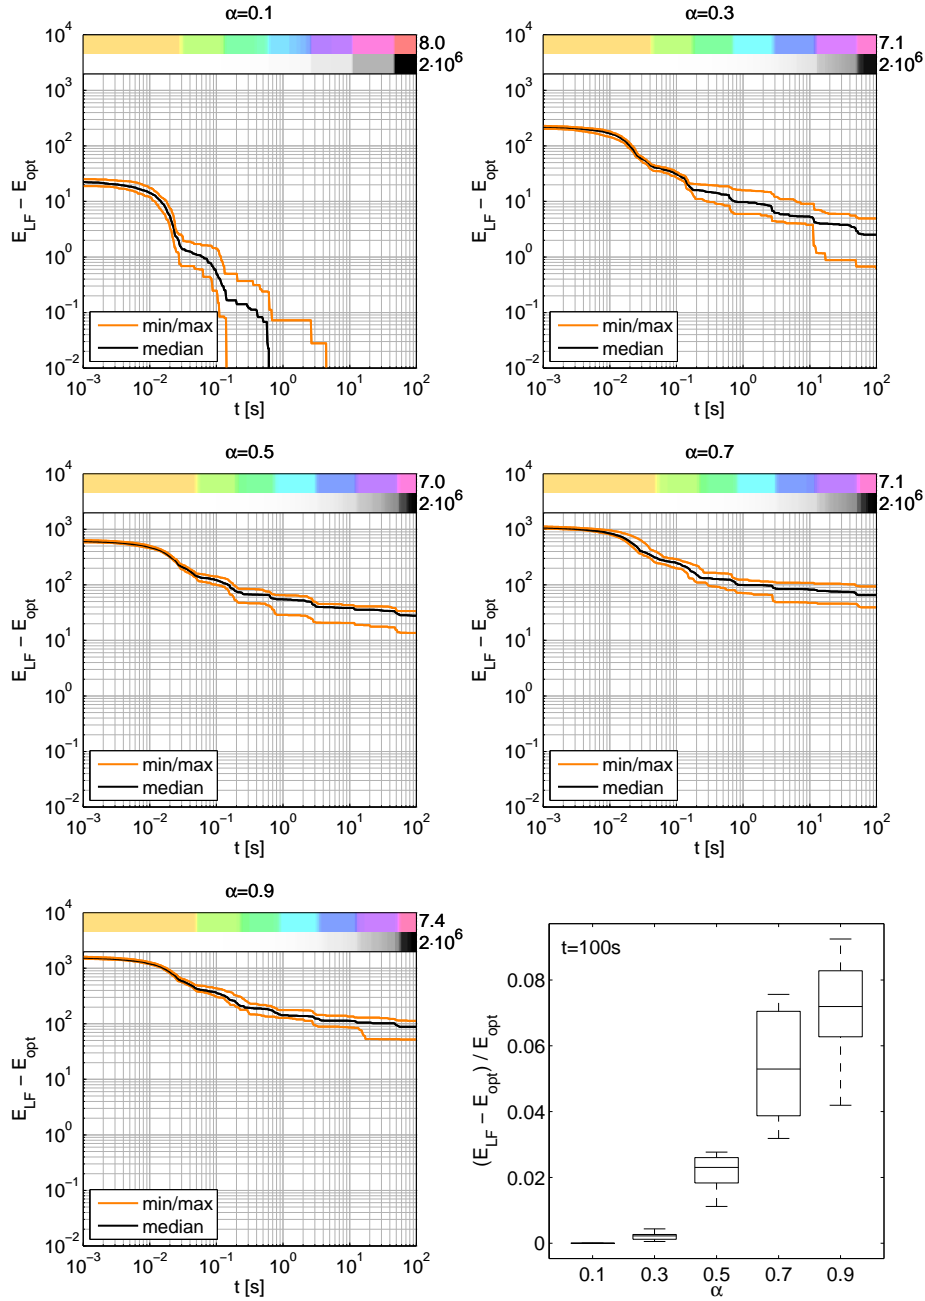 α=0.1
10⁴
10³
10²
10¹
10⁰
10⁻¹
10⁻²
E_LF − E_opt
8.0
2·10⁶
min/max
median
10⁻³ 10⁻² 10⁻¹ 10⁰ 10¹ 10²
t [s]
α=0.3
10⁴
10³
10²
10¹
10⁰
10⁻¹
10⁻²
E_LF − E_opt
7.1
2·10⁶
min/max
median
10⁻³ 10⁻² 10⁻¹ 10⁰ 10¹ 10²
t [s]
α=0.5
10⁴
10³
10²
10¹
10⁰
10⁻¹
10⁻²
E_LF − E_opt
7.0
2·10⁶
min/max
median
10⁻³ 10⁻² 10⁻¹ 10⁰ 10¹ 10²
t [s]
α=0.7
10⁴
10³
10²
10¹
10⁰
10⁻¹
10⁻²
E_LF − E_opt
7.1
2·10⁶
min/max
median
10⁻³ 10⁻² 10⁻¹ 10⁰ 10¹ 10²
t [s]
α=0.9
10⁴
10³
10²
10¹
10⁰
10⁻¹
10⁻²
E_LF − E_opt
7.4
2·10⁶
min/max
median
10⁻³ 10⁻² 10⁻¹ 10⁰ 10¹ 10²
t [s]
t=100s
0.08
0.06
0.04
0.02
0
(E_LF − E_opt) / E_opt
0.1 0.3 0.5 0.7 0.9
α